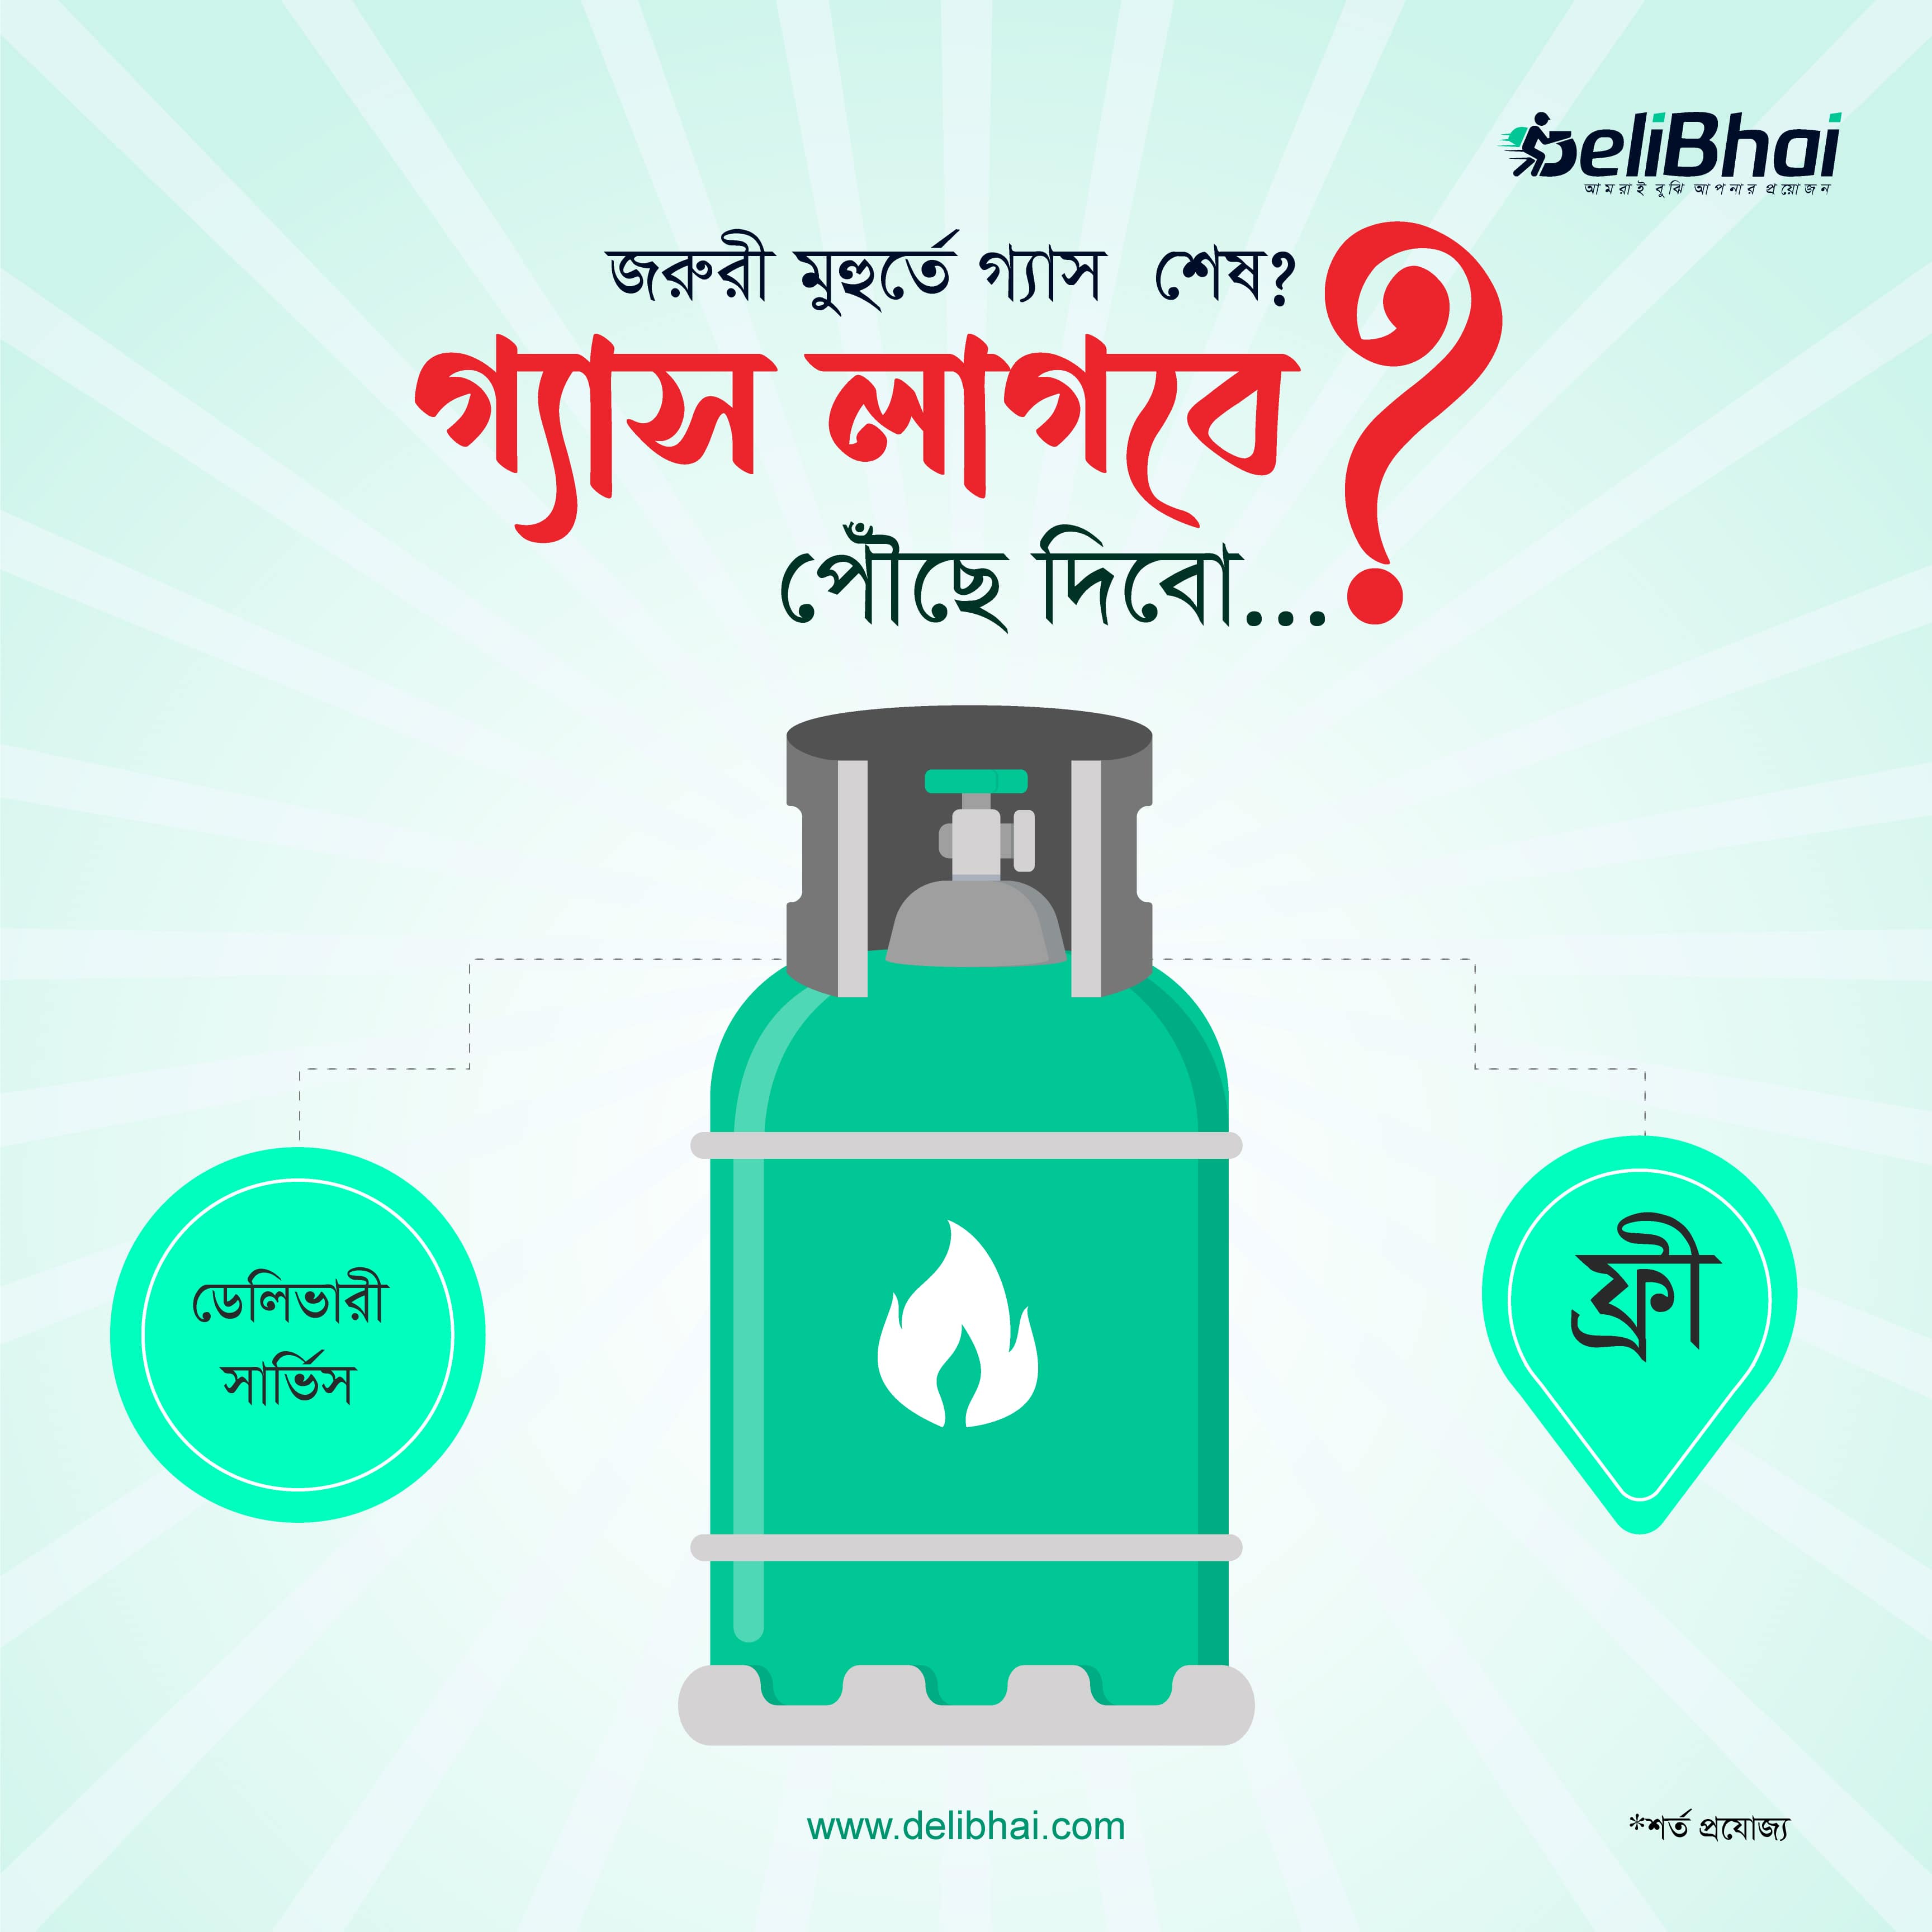 DeliBhai
আমরাই বুঝি আপনার প্রয়োজন
জরুরী মুহুর্তে গ্যাস শেষ?
গ্যাস লাগবে?
পৌঁছে দিবো...
ডেলিভারী
সার্ভিস
ফ্রী
www.delibhai.com
*শর্ত প্রযোজ্য